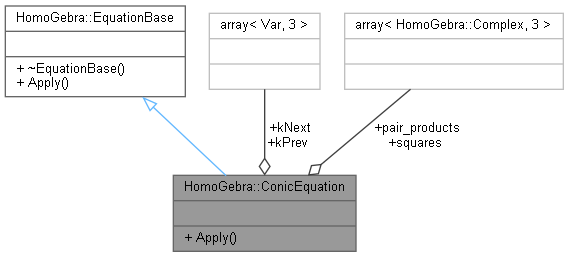 HomoGebra::EquationBase
+ ~EquationBase()
+ Apply()
array< Var, 3 >
array< HomoGebra::Complex, 3 >
+kNext
+kPrev
+pair_products
+squares
HomoGebra::ConicEquation
+ Apply()